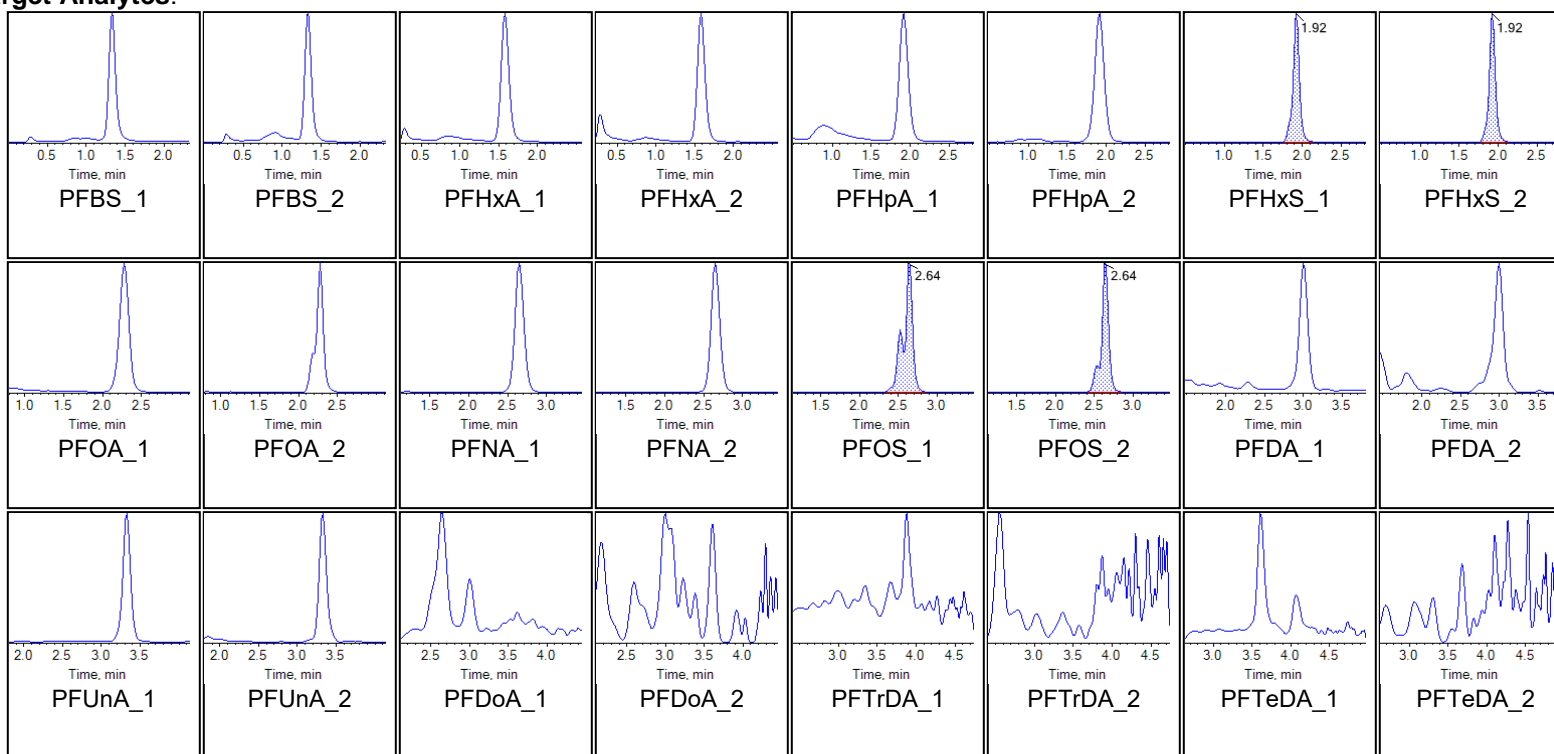 arget Analytes:
1.92 1.92
0.5 1.0 1.5 2.0 0.5 1.0 1.5 2.0 0.5 1.0 1.5 2.0 0.5 1.0 1.5 2.0 1.0 1.5 2.0 2.5 1.0 1.5 2.0 2.5 1.0 1.5 2.0 2.5 1.0 1.5 2.0 2.5
Time, min Time, min Time, min Time, min Time, min Time, min Time, min Time, min
PFBS_1 PFBS_2 PFHxA_1 PFHxA_2 PFHpA_1 PFHpA_2 PFHxS_1 PFHxS_2
2.64 2.64
1.0 1.5 2.0 2.5 1.0 1.5 2.0 2.5 1.5 2.0 2.5 3.0 1.5 2.0 2.5 3.0 1.5 2.0 2.5 3.0 1.5 2.0 2.5 3.0 2.0 2.5 3.0 3.5 2.0 2.5 3.0 3.5
Time, min Time, min Time, min Time, min Time, min Time, min Time, min Time, min
PFOA_1 PFOA_2 PFNA_1 PFNA_2 PFOS_1 PFOS_2 PFDA_1 PFDA_2
2.0 2.5 3.0 3.5 2.0 2.5 3.0 3.5 2.5 3.0 3.5 4.0 2.5 3.0 3.5 4.0 3.0 3.5 4.0 4.5 3.0 3.5 4.0 4.5 3.0 3.5 4.0 4.5 3.0 3.5 4.0 4.5
Time, min Time, min Time, min Time, min Time, min Time, min Time, min Time, min
PFUnA_1 PFUnA_2 PFDoA_1 PFDoA_2 PFTrDA_1 PFTrDA_2 PFTeDA_1 PFTeDA_2